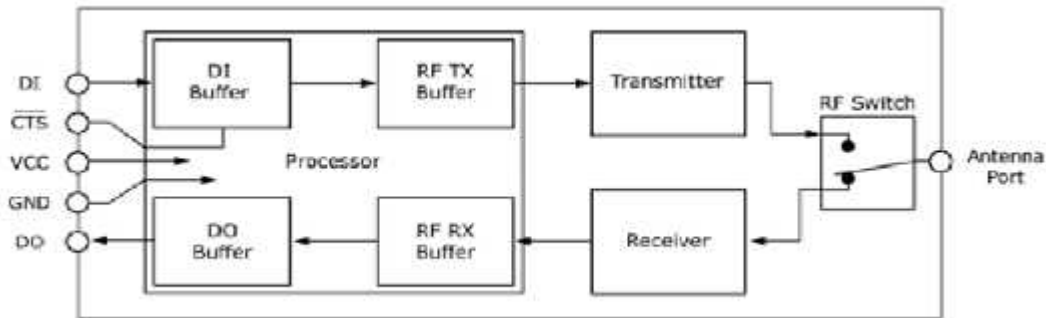 DI
CTS
VCC
GND
DO
DI
Buffer
RF TX
Buffer
Processor
DO
Buffer
RF RX
Buffer
Transmitter
Receiver
RF Switch
Antenna
Port